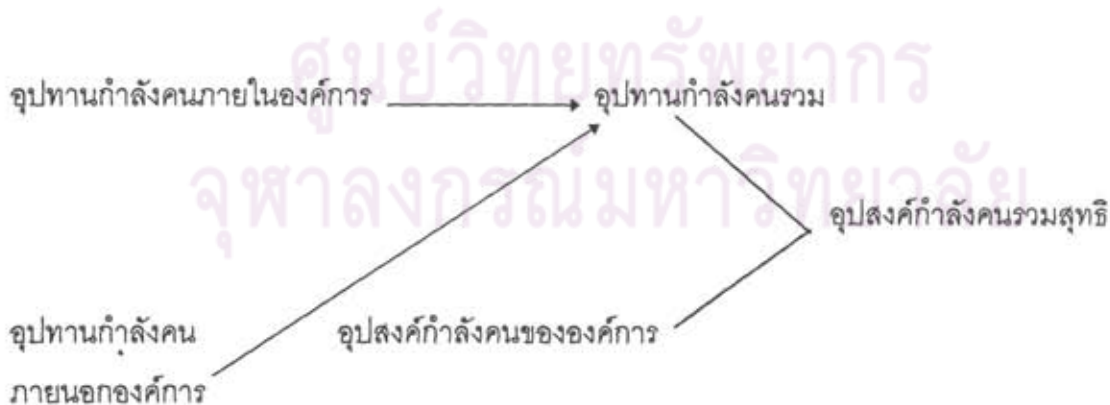 ศูนย์วิทยทรัพยากร
อุปทานกำลังคนภายในองค์การ
อุปทานกำลังคนรวม
จุฬาลงกรณ์มหาวิทยาลัย
อุปสงค์กำลังคนรวมสุทธิ
อุปทานกำลังคน
ภายนอกองค์การ
อุปสงค์กำลังคนขององค์การ